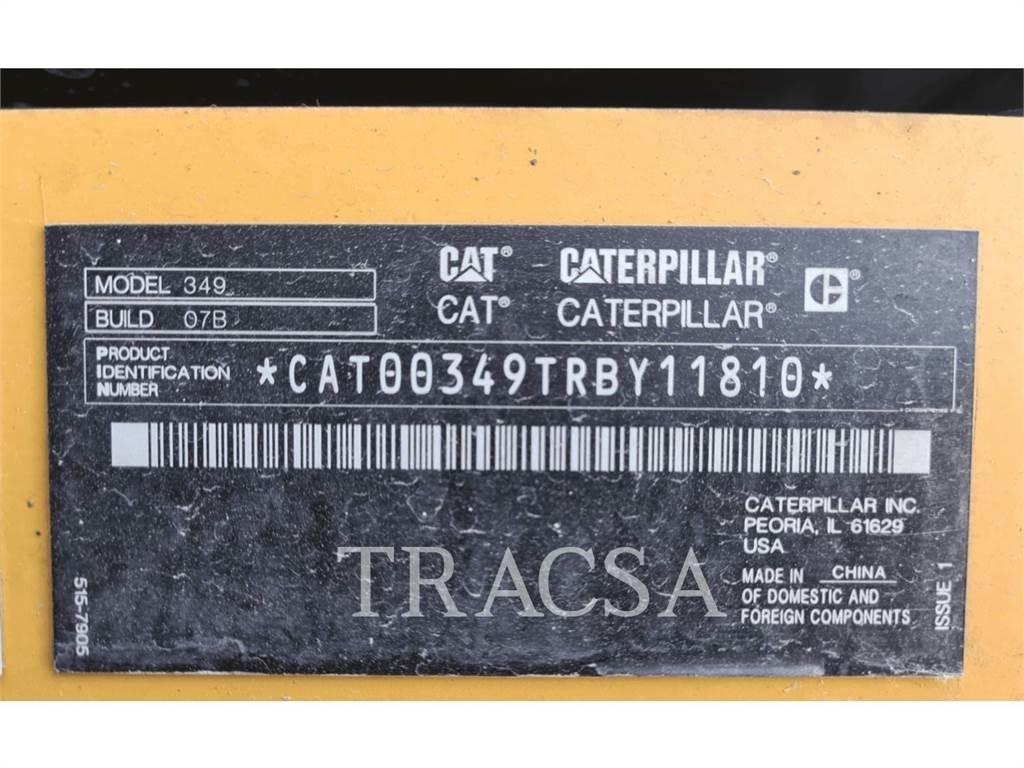 CAT® CATERPILLAR®
CAT® CATERPILLAR®
MODEL 349
BUILD 07B
PRODUCT
IDENTIFICATION
NUMBER
*CAT00349TRBY11810*
CATERPILLAR INC.
PEORIA, IL 61629
USA
MADE IN CHINA
OF DOMESTIC AND
FOREIGN COMPONENTS
ISSUE 1
515-7905
TRACSA